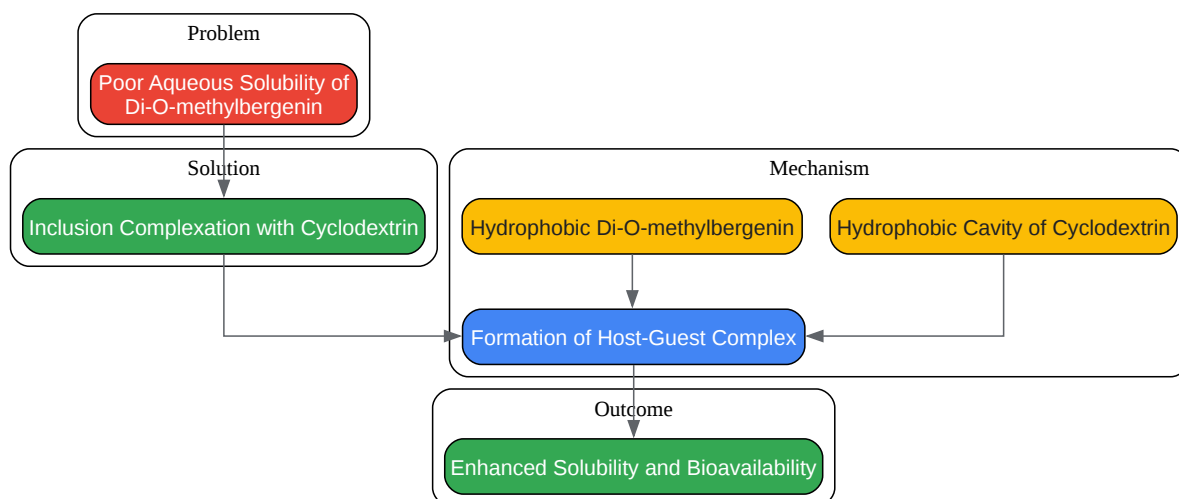 Problem
Poor Aqueous Solubility of
Di-O-methylbergenin
Solution
Inclusion Complexation with Cyclodextrin
Mechanism
Hydrophobic Di-O-methylbergenin
Hydrophobic Cavity of Cyclodextrin
Formation of Host-Guest Complex
Outcome
Enhanced Solubility and Bioavailability